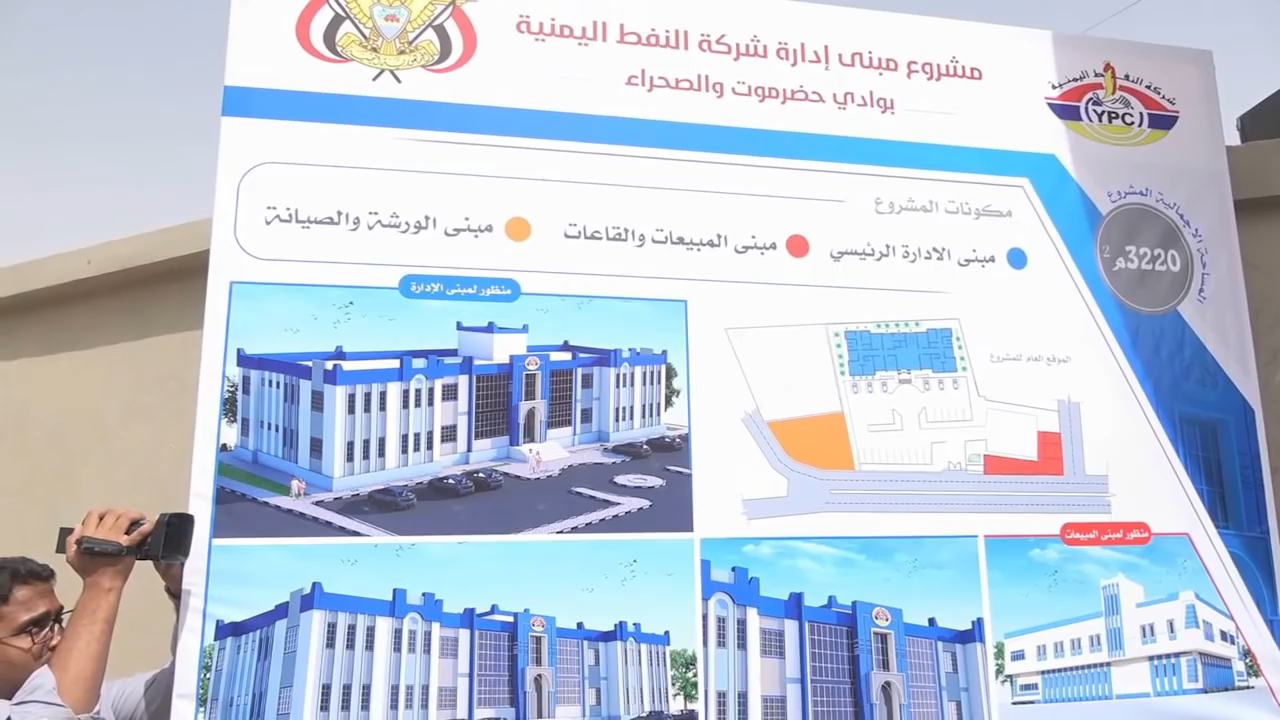 مشروع مبنى إدارة شركة النفط اليمنية
بوادي حضرموت والصحراء
شركة النفط اليمنية
YPC
مكونات المشروع
مبنى الادارة الرئيسي
مبنى المبيعات والقاعات
مبنى الورشة والصيانة
المساحة الإجمالية المشروع
3220م2
منظور لمبنى الإدارة
الموقع العام للمشروع
منظور لمبنى المبيعات